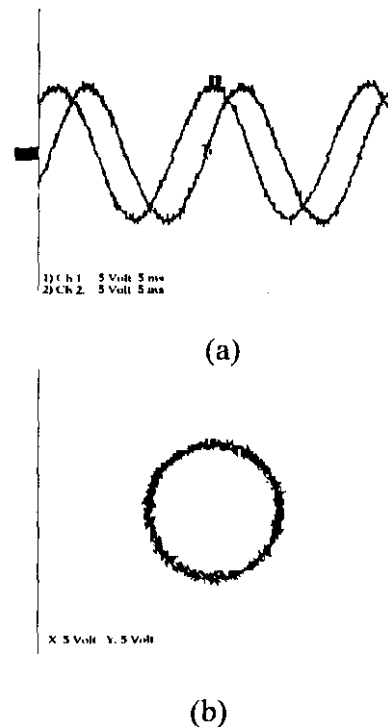 1) Ch 1. 5 Volt 5 ms
2) Ch 2. 5 Volt 5 ms
(a)
X 5 Volt Y. 5 Volt
(b)